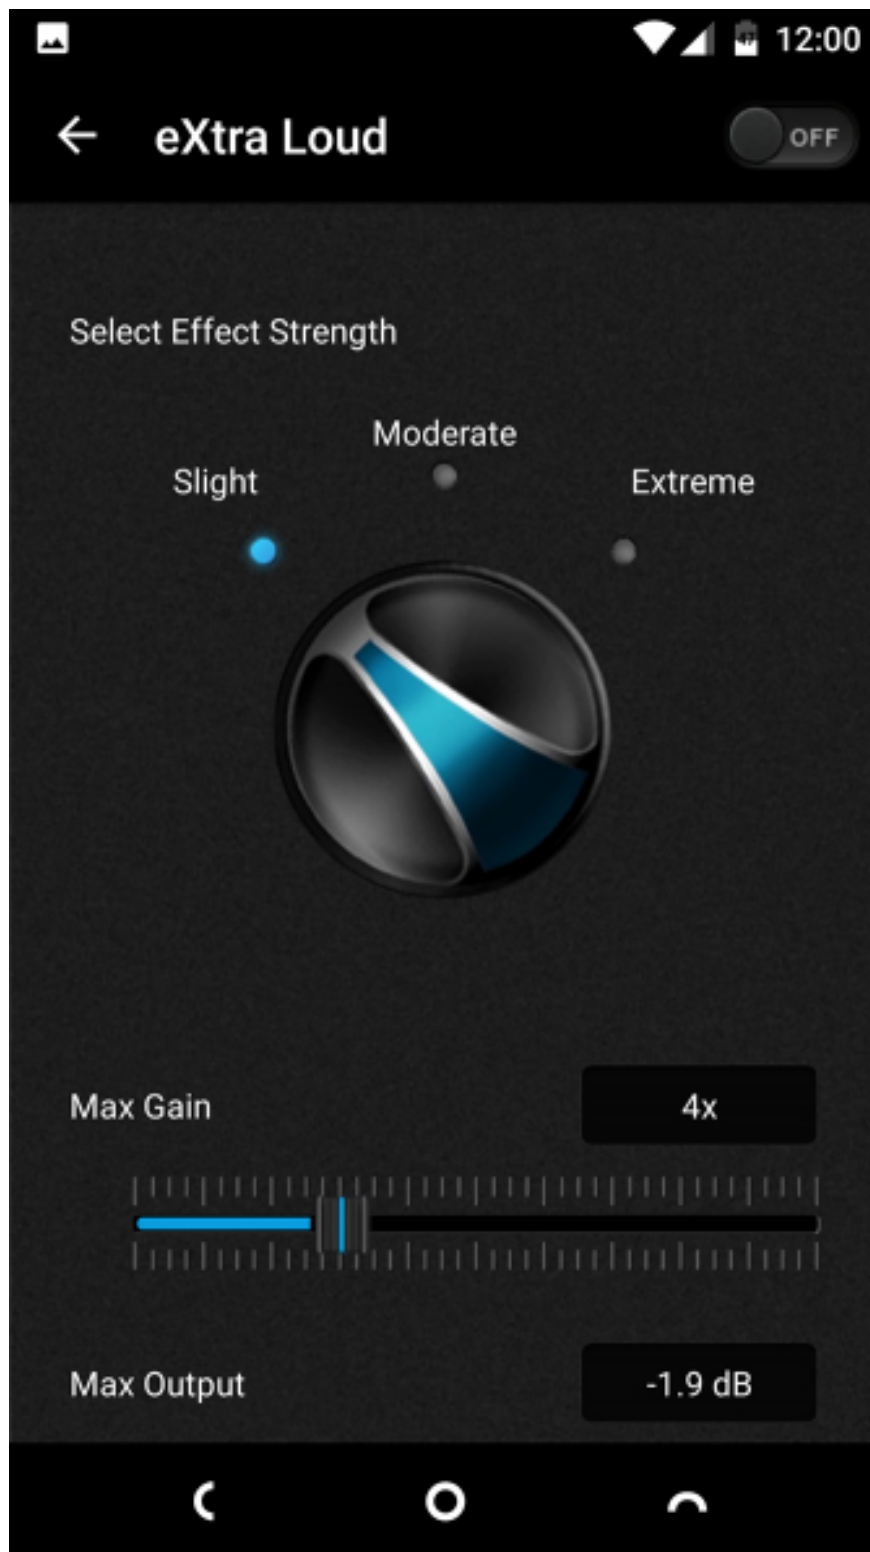 12:00
eXtra Loud
OFF
Select Effect Strength
Moderate
Slight
Extreme
Max Gain
4x
Max Output
-1.9 dB